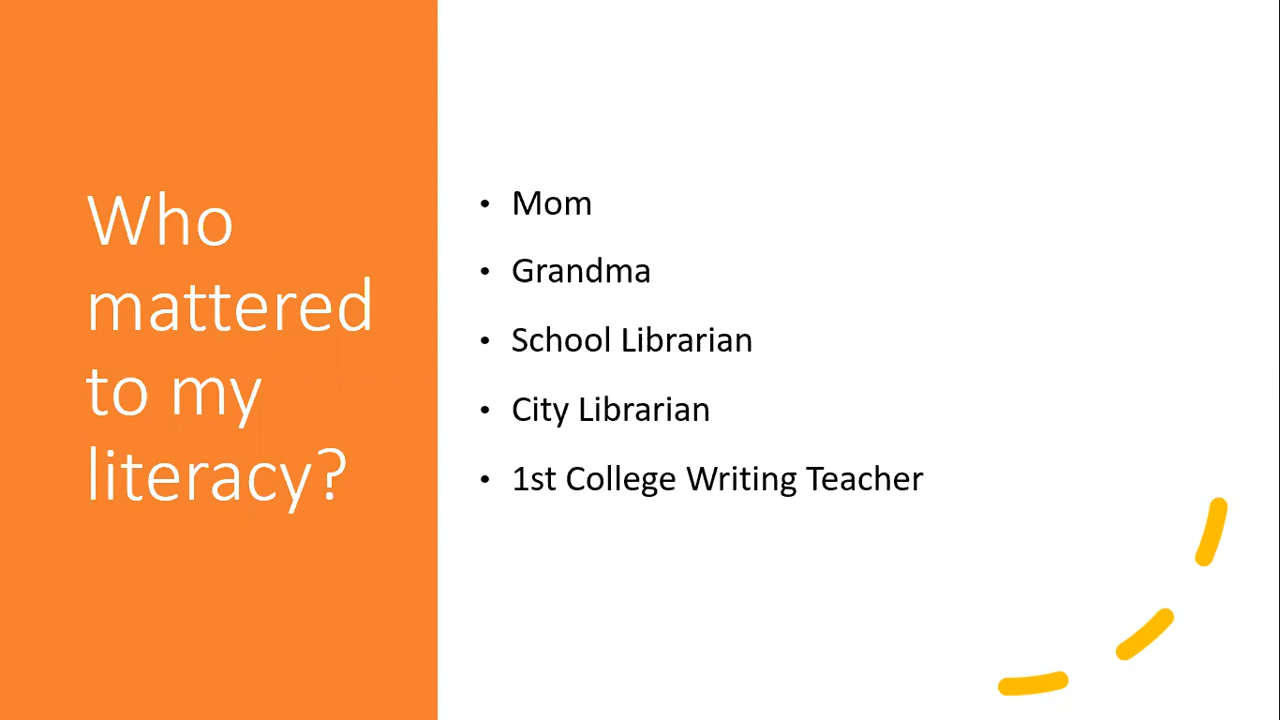 Who
mattered
to my
literacy?
• Mom
• Grandma
• School Librarian
• City Librarian
• 1st College Writing Teacher